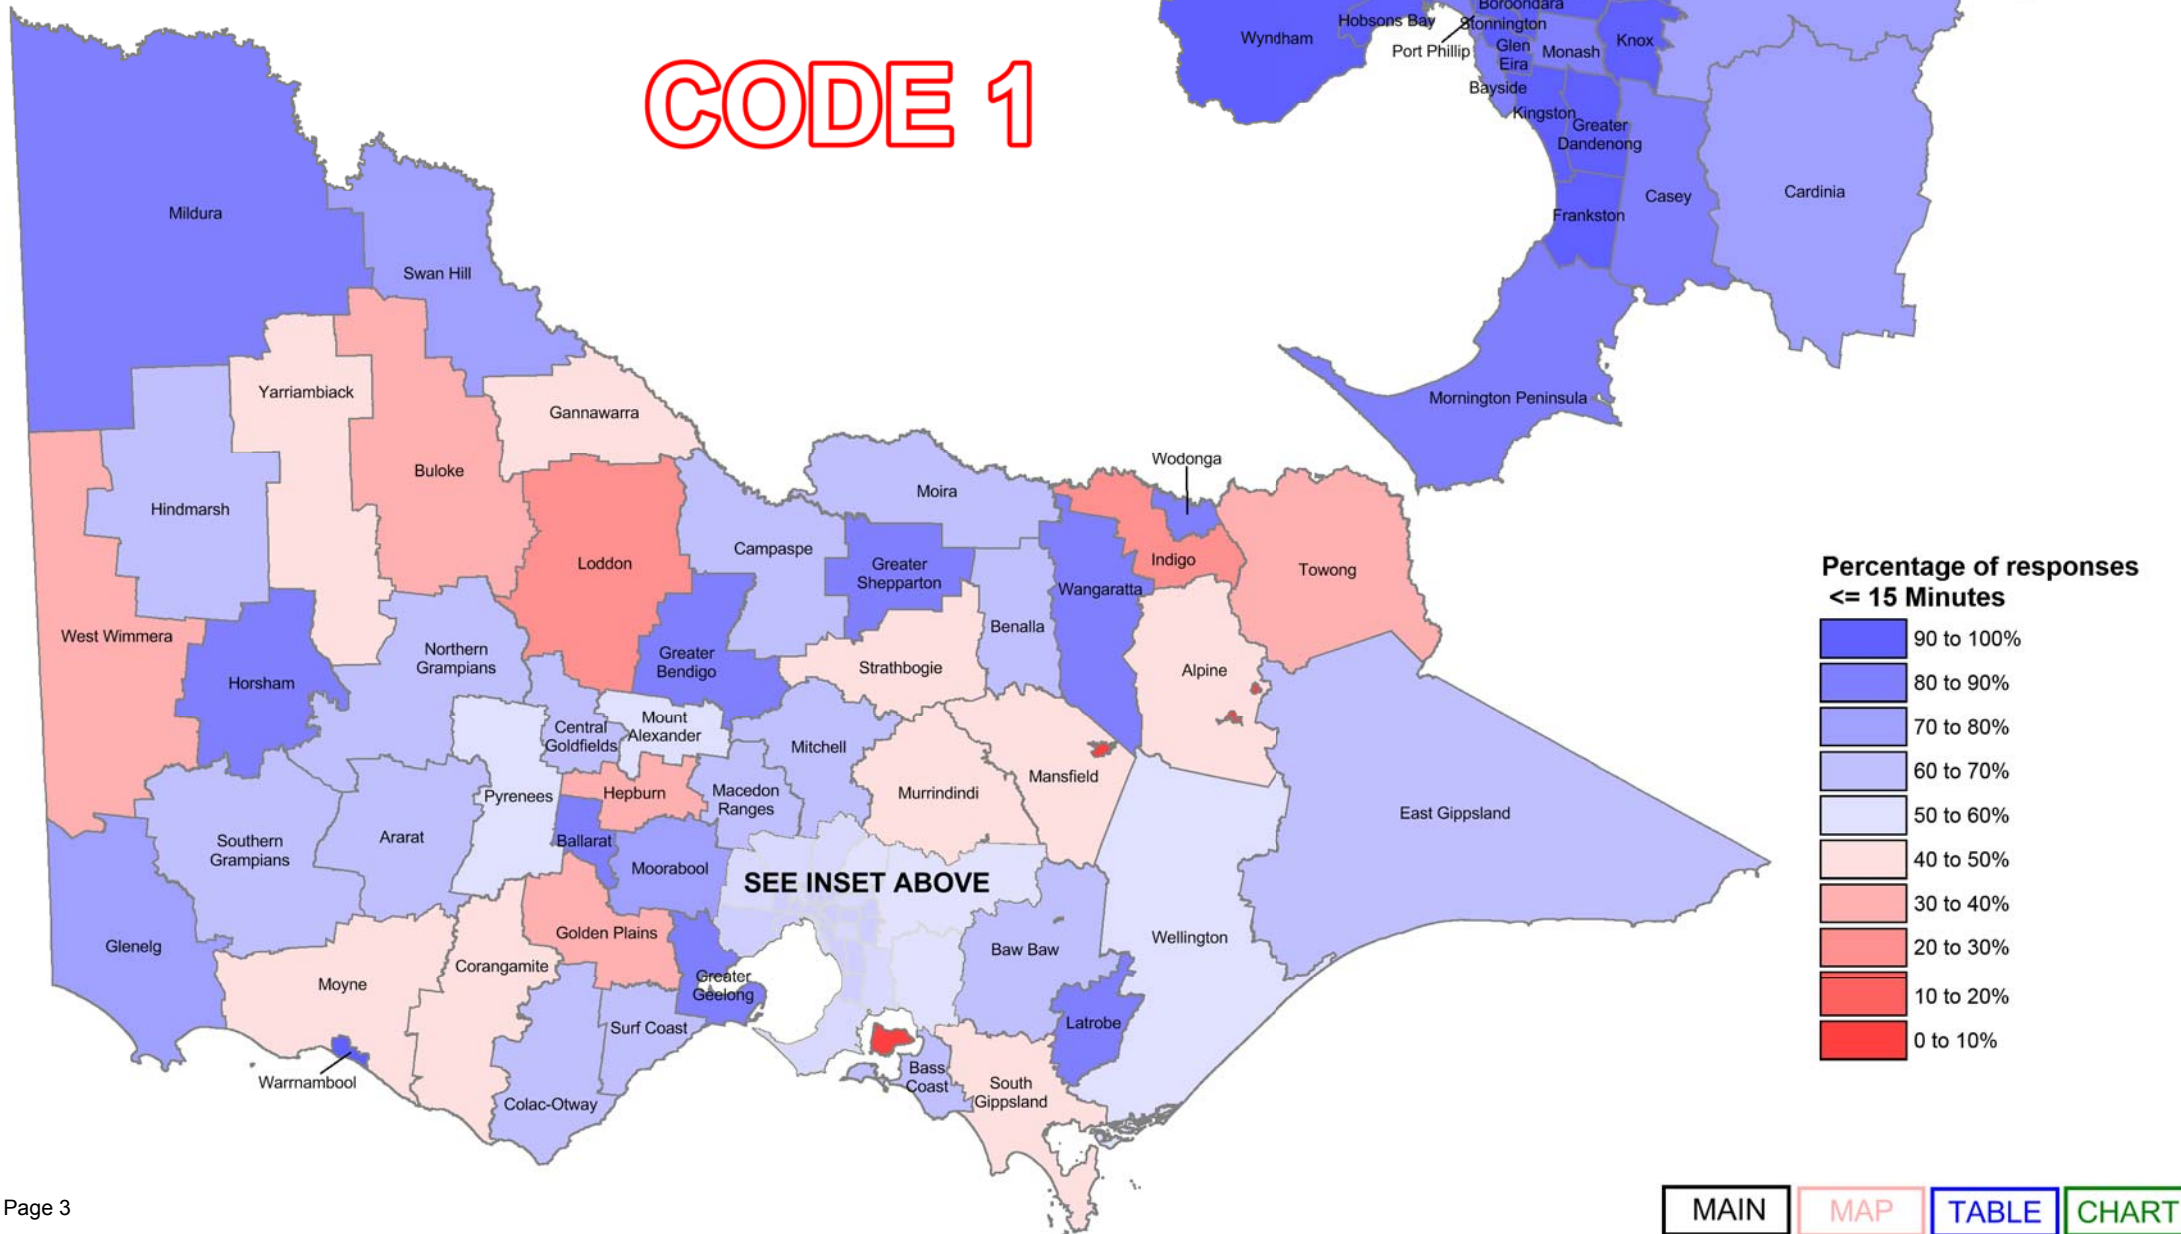 Boroondara
Hobsons Bay
Stonnington
Wyndham
Port Phillip
Glen
Eira
Monash
Knox
Bayside
Kingston
Greater
Dandenong
Casey
Cardinia
Frankston
Mornington Peninsula
CODE 1
Mildura
Swan Hill
Yarriambiack
Gannawarra
Buloke
Hindmarsh
Moira
Wodonga
Campaspe
Greater
Shepparton
Loddon
Indigo
Towong
Wangaratta
West Wimmera
Benalla
Northern
Grampians
Greater
Bendigo
Strathbogie
Alpine
Horsham
Central
Goldfields
Mount
Alexander
Mitchell
Mansfield
Pyrenees
Hepburn
Macedon
Ranges
Murrindindi
East Gippsland
Southern
Grampians
Ararat
Ballarat
Moorabool
SEE INSET ABOVE
Glenelg
Golden Plains
Baw Baw
Wellington
Corangamite
Moyne
Greater
Geelong
Surf Coast
Latrobe
Warrnambool
Bass
Coast
South
Gippsland
Colac-Otway
Percentage of responses
<= 15 Minutes
90 to 100%
80 to 90%
70 to 80%
60 to 70%
50 to 60%
40 to 50%
30 to 40%
20 to 30%
10 to 20%
0 to 10%
Page 3
MAIN
MAP
TABLE
CHART